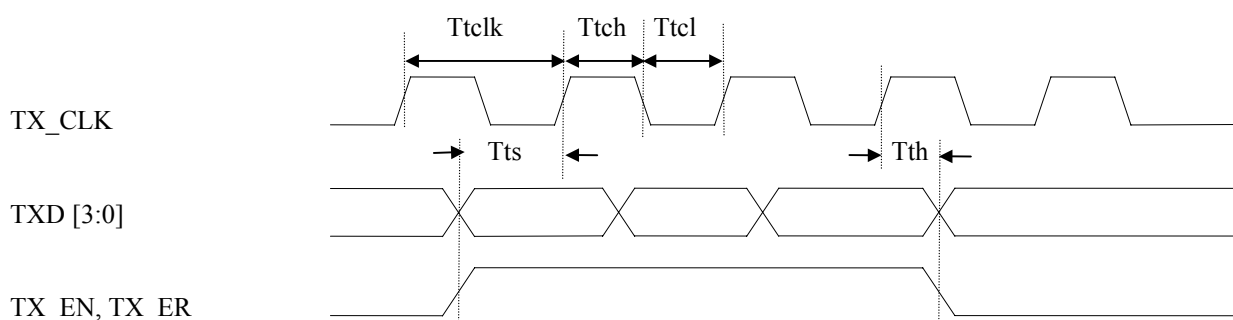 Ttclk Ttch Ttcl
TX_CLK
Tts Tth
TXD [3:0]
TX_EN, TX_ER